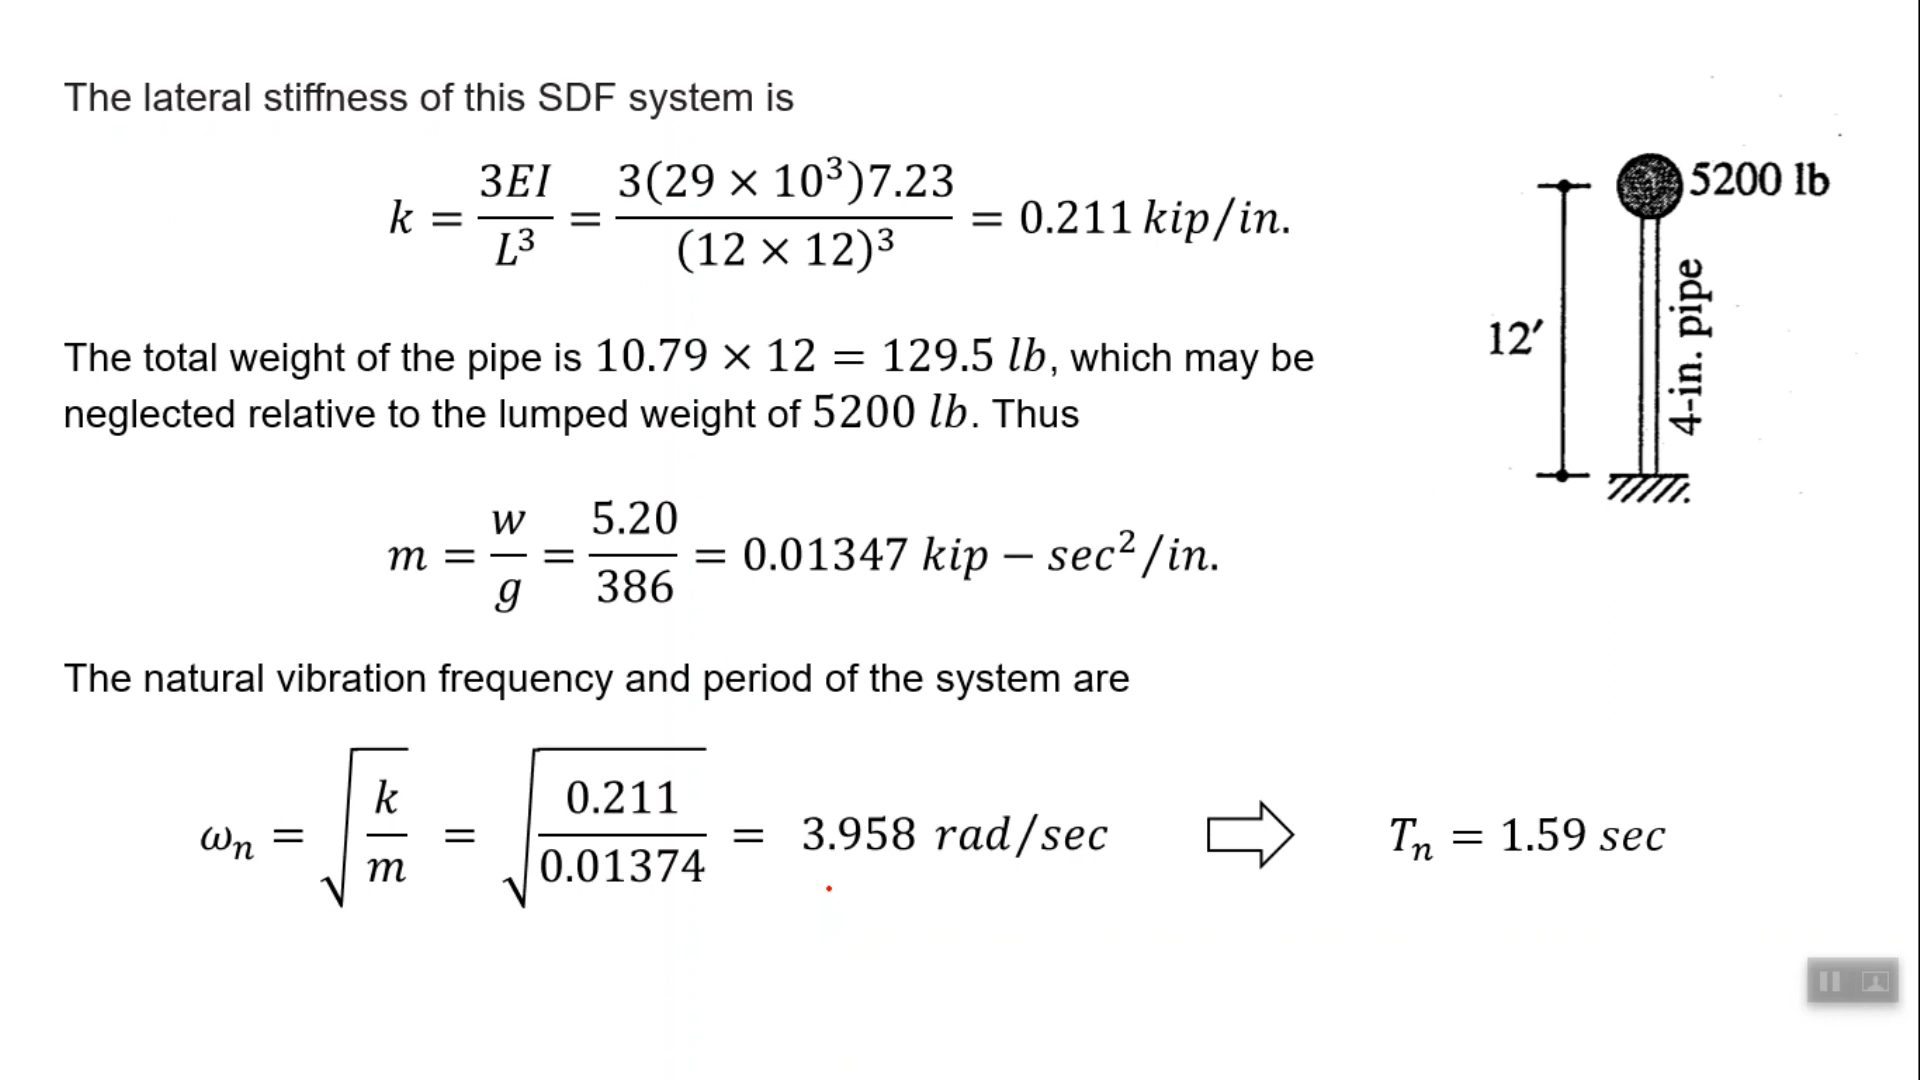 The lateral stiffness of this SDF system is
k = 3EI / L³ = 3(29 × 10³)7.23 / (12 × 12)³ = 0.211 kip/in.
5200 lb
12′
4-in. pipe
The total weight of the pipe is 10.79 × 12 = 129.5 lb, which may be
neglected relative to the lumped weight of 5200 lb. Thus
m = w / g = 5.20 / 386 = 0.01347 kip − sec²/in.
The natural vibration frequency and period of the system are
ωₙ = √(k / m) = √(0.211 / 0.01374) = 3.958 rad/sec ⇨ Tₙ = 1.59 sec